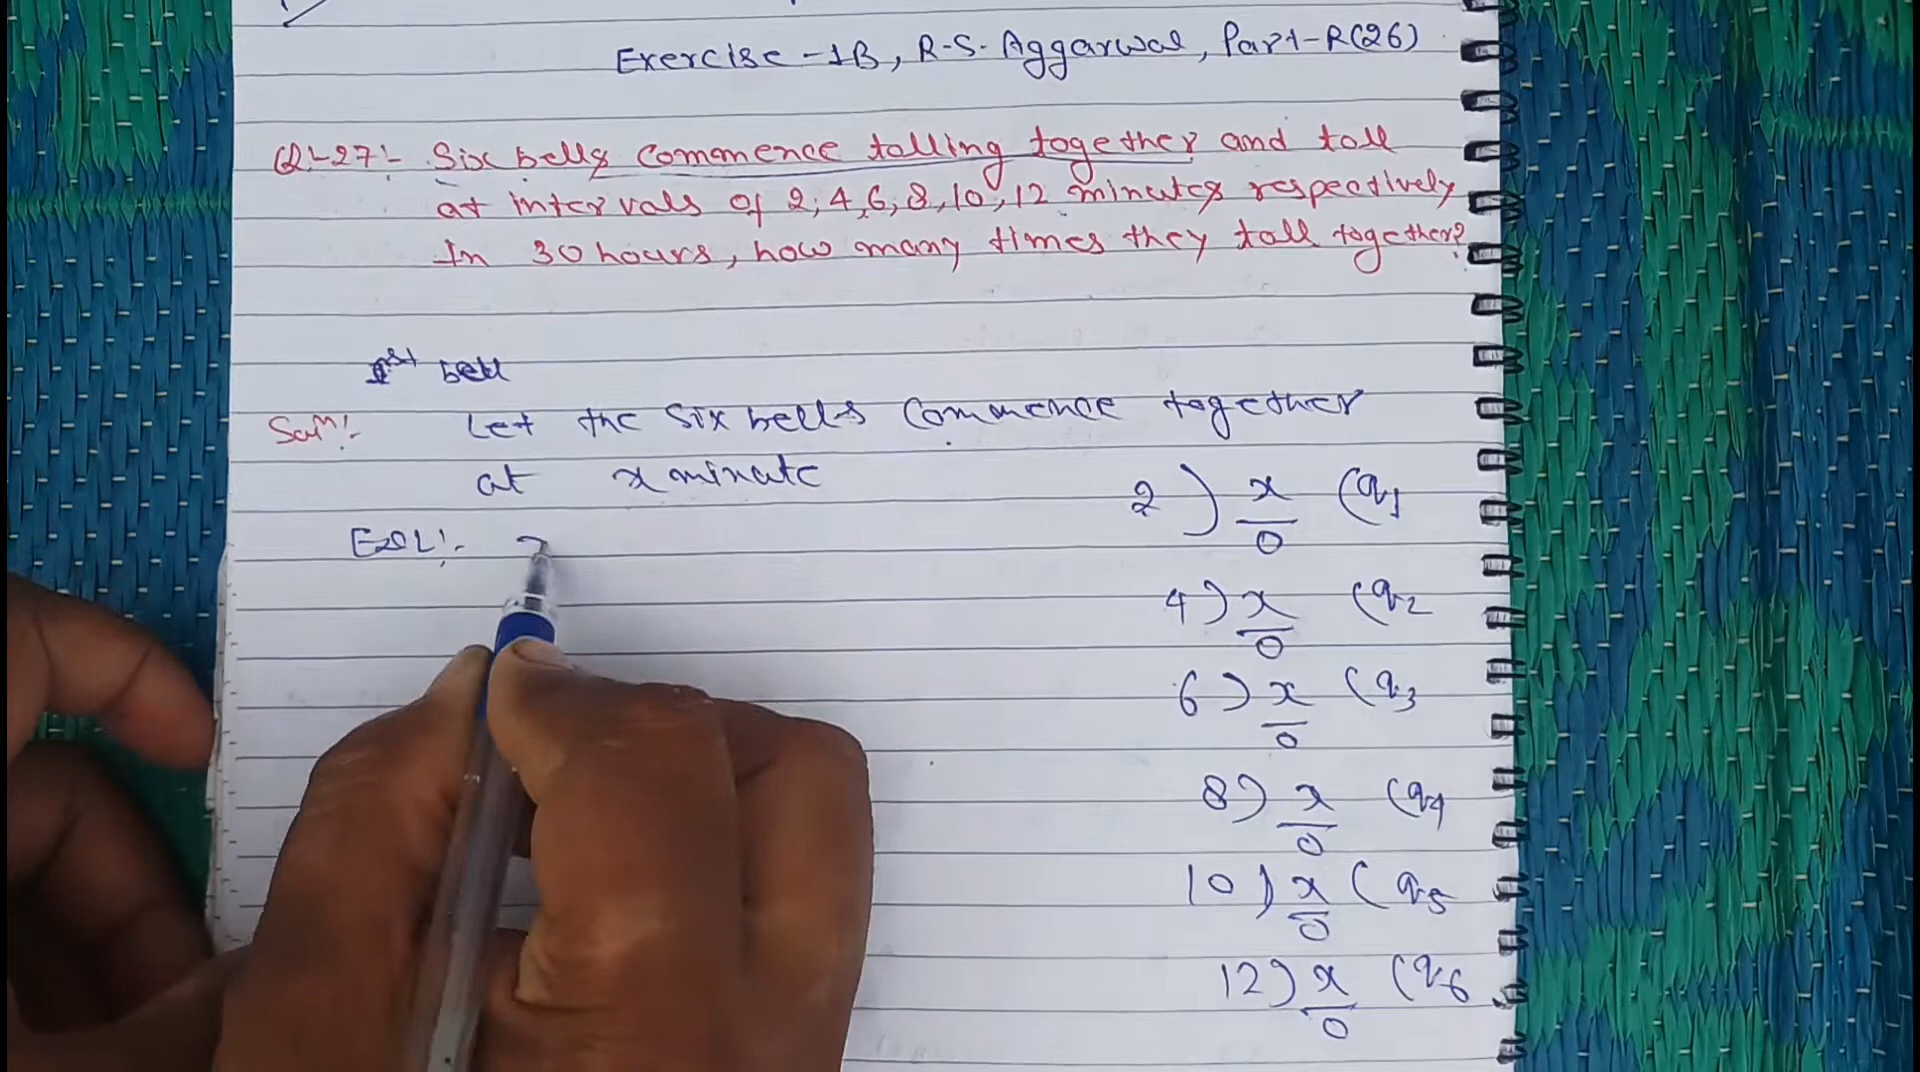 Exercise - 1B, R.S. Aggarwal, Part-R(26)
Q-27:- Six bells commence tolling together and toll
at intervals of 2, 4, 6, 8, 10, 12 minutes respectively
In 30 hours, how many times they toll together?
1st bell
Som:- Let the six bells commence together
at x minute
2 ) x ( q1
0
EDL:-
4 ) x ( q2
0
6 ) x ( q3
0
8 ) x ( q4
0
10 ) x ( q5
0
12 ) x ( q6
0